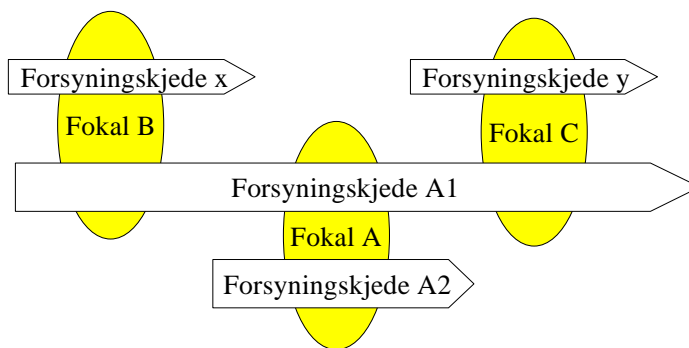 Forsyningskjede x
Forsyningskjede y
Fokal B
Fokal C
Forsyningskjede A1
Fokal A
Forsyningskjede A2